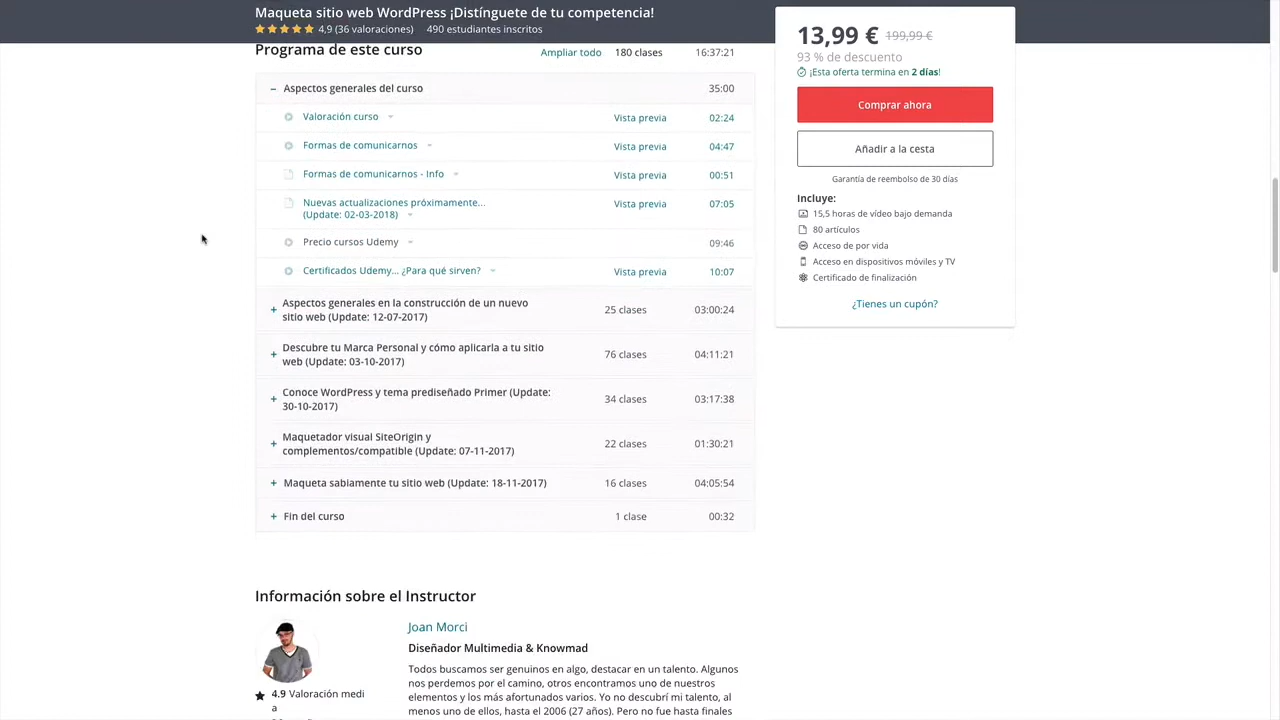 Maqueta sitio web WordPress ¡Distínguete de tu competencia!
4,9 (36 valoraciones) 490 estudiantes inscritos
Programa de este curso Ampliar todo 180 clases 16:37:21
Aspectos generales del curso 35:00
Valoración curso Vista previa 02:24
Formas de comunicarnos Vista previa 04:47
Formas de comunicarnos - Info Vista previa 00:51
Nuevas actualizaciones próximamente... Vista previa 07:05
(Update: 02-03-2018)
Precio cursos Udemy 09:46
Certificados Udemy... ¿Para qué sirven? Vista previa 10:07
Aspectos generales en la construcción de un nuevo
sitio web (Update: 12-07-2017) 25 clases 03:00:24
Descubre tu Marca Personal y cómo aplicarla a tu sitio
web (Update: 03-10-2017) 76 clases 04:11:21
Conoce WordPress y tema prediseñado Primer (Update:
30-10-2017) 34 clases 03:17:38
Maquetador visual SiteOrigin y
complementos/compatible (Update: 07-11-2017) 22 clases 01:30:21
Maqueta sabiamente tu sitio web (Update: 18-11-2017) 16 clases 04:05:54
Fin del curso 1 clase 00:32
13,99 € 199,99 €
93 % de descuento
¡Esta oferta termina en 2 días!
Comprar ahora
Añadir a la cesta
Garantía de reembolso de 30 días
Incluye:
15,5 horas de vídeo bajo demanda
80 artículos
Acceso de por vida
Acceso en dispositivos móviles y TV
Certificado de finalización
¿Tienes un cupón?
Información sobre el Instructor
Joan Morci
Diseñador Multimedia & Knowmad
Todos buscamos ser genuinos en algo, destacar en un talento. Algunos
nos perdemos por el camino, otros encontramos uno de nuestros
elementos y los más afortunados varios. Yo no descubrí mi talento, al
menos uno de ellos, hasta el 2006 (27 años). Pero no fue hasta finales
4.9 Valoración medi
a